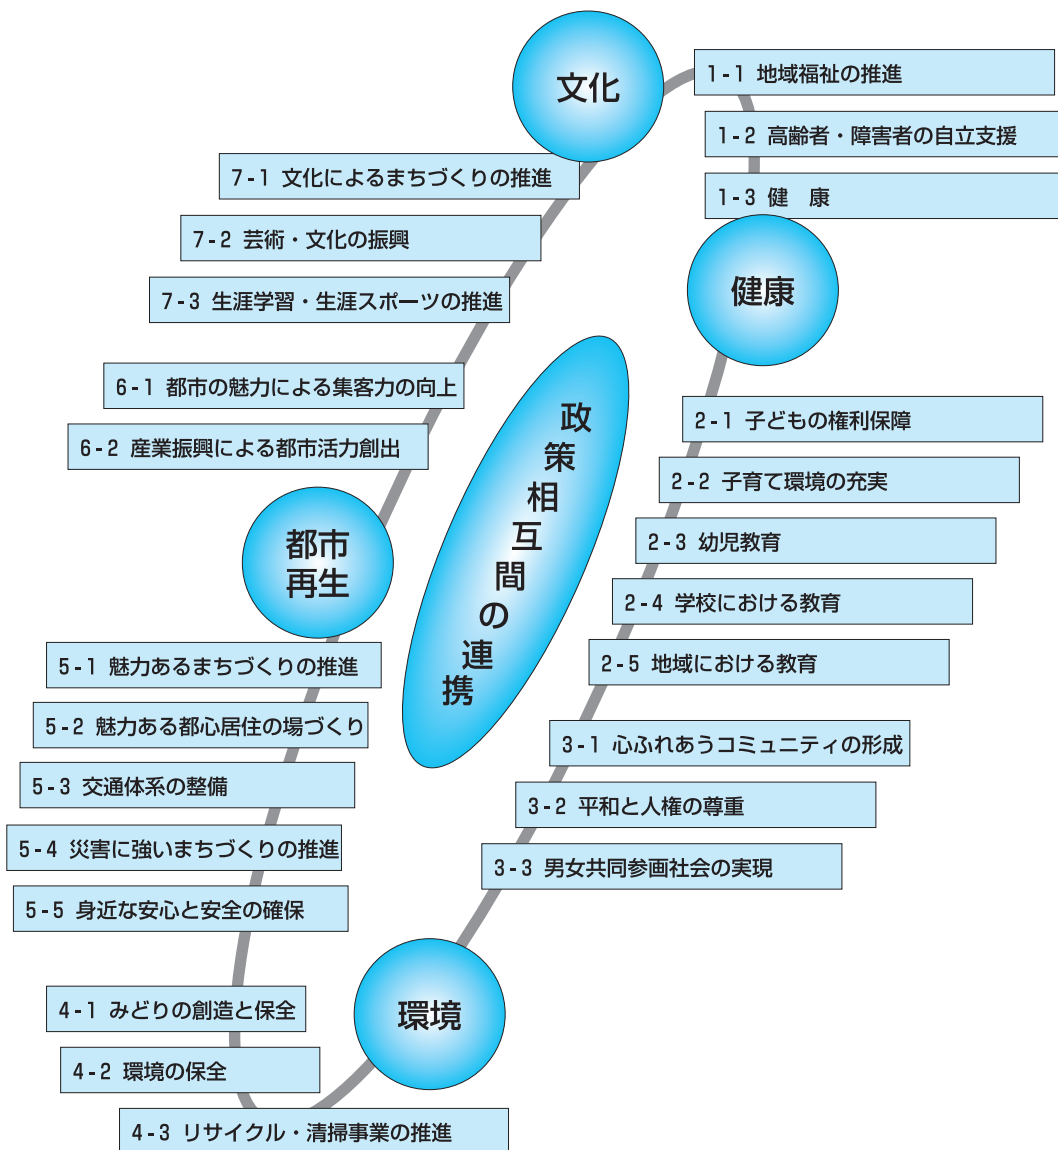 文化
1-1 地域福祉の推進
1-2 高齢者・障害者の自立支援
1-3 健　康
健康
7-1 文化によるまちづくりの推進
7-2 芸術・文化の振興
7-3 生涯学習・生涯スポーツの推進
6-1 都市の魅力による集客力の向上
6-2 産業振興による都市活力創出
政策相互間の連携
2-1 子どもの権利保障
2-2 子育て環境の充実
2-3 幼児教育
2-4 学校における教育
2-5 地域における教育
都市
再生
5-1 魅力あるまちづくりの推進
5-2 魅力ある都心居住の場づくり
5-3 交通体系の整備
5-4 災害に強いまちづくりの推進
5-5 身近な安心と安全の確保
3-1 心ふれあうコミュニティの形成
3-2 平和と人権の尊重
3-3 男女共同参画社会の実現
環境
4-1 みどりの創造と保全
4-2 環境の保全
4-3 リサイクル・清掃事業の推進